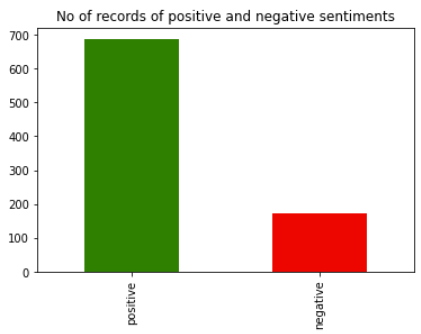 No of records of positive and negative sentiments
700
600
500
400
300
200
100
0
positive
negative